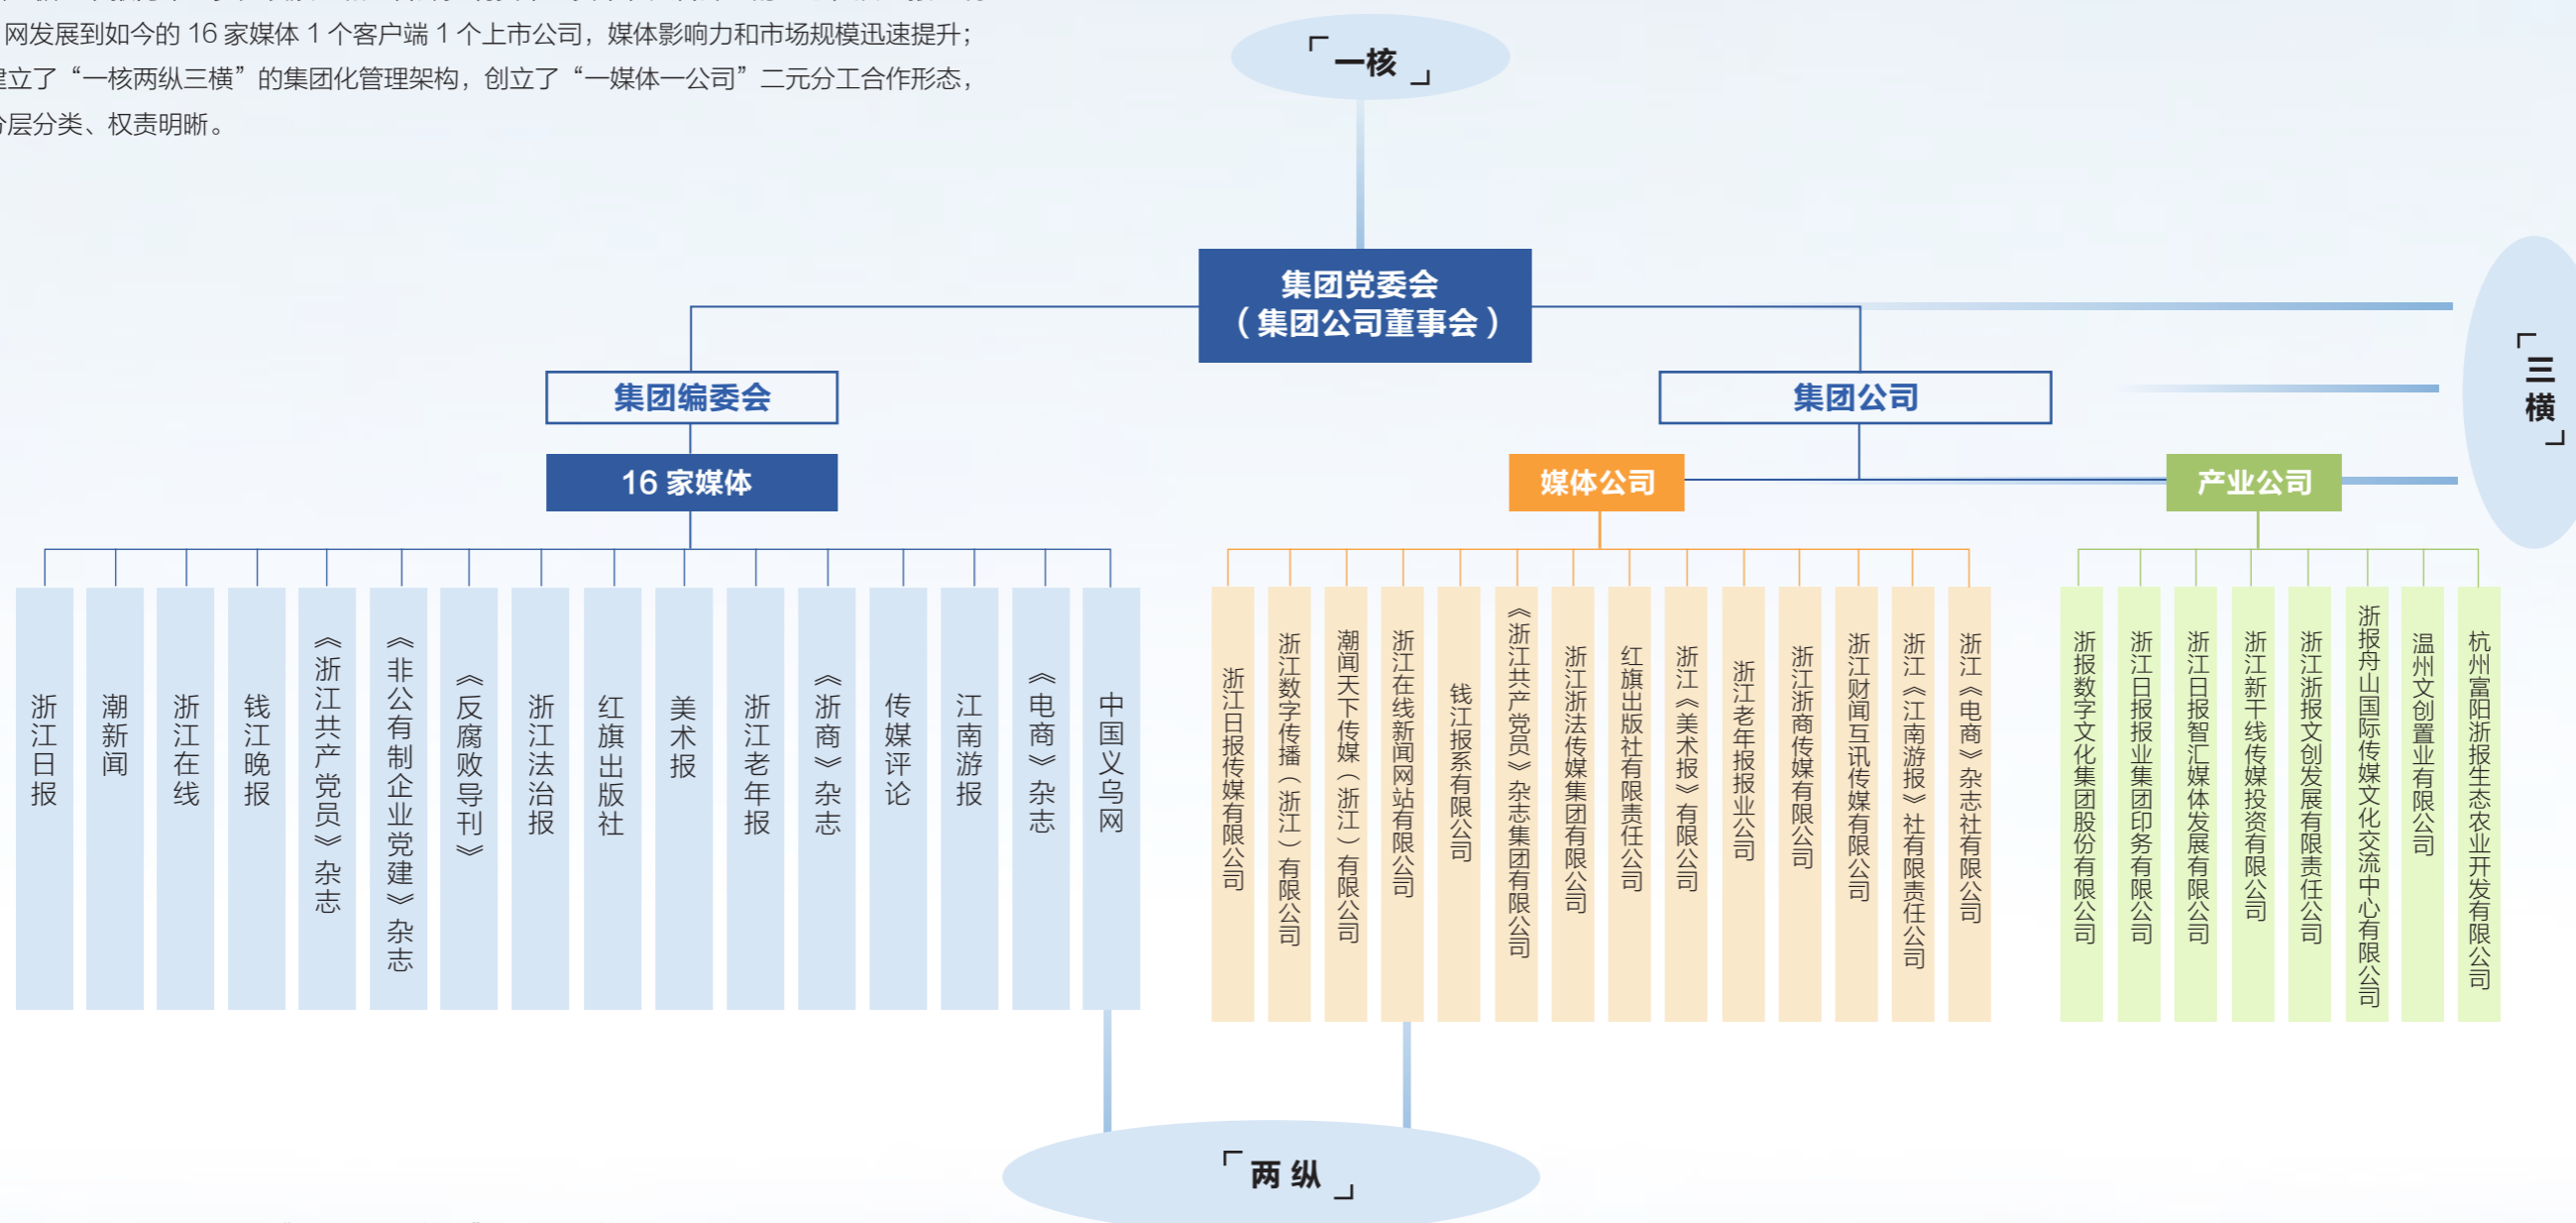 网发展到如今的 16 家媒体 1 个客户端 1 个上市公司，媒体影响力和市场规模迅速提升；
建立了“一核两纵三横”的集团化管理架构，创立了“一媒体一公司”二元分工合作形态，
分层分类、权责明晰。
「一核」
集团党委会
（集团公司董事会）
「三横」
集团编委会
集团公司
16 家媒体
媒体公司
产业公司
浙江日报
潮新闻
浙江在线
钱江晚报
《浙江共产党员》杂志
《非公有制企业党建》杂志
《反腐败导刊》
浙江法治报
红旗出版社
美术报
浙江老年报
《浙商》杂志
传媒评论
江南游报
《电商》杂志
中国义乌网
浙江日报传媒有限公司
浙江数字传播（浙江）有限公司
潮闻天下传媒（浙江）有限公司
浙江在线新闻网站有限公司
钱江报系有限公司
《浙江共产党员》杂志集团有限公司
浙江浙法传媒集团有限公司
红旗出版社有限责任公司
浙江《美术报》有限公司
浙江老年报报业公司
浙江浙商传媒有限公司
浙江财闻互讯传媒有限公司
浙江《江南游报》社有限责任公司
浙江《电商》杂志社有限公司
浙报数字文化集团股份有限公司
浙江日报报业集团印务有限公司
浙江日报智汇媒体发展有限公司
浙江新干线传媒投资有限公司
浙江浙报文创发展有限责任公司
浙报舟山国际传媒文化交流中心有限公司
温州文创置业有限公司
杭州富阳浙报生态农业开发有限公司
「两纵」